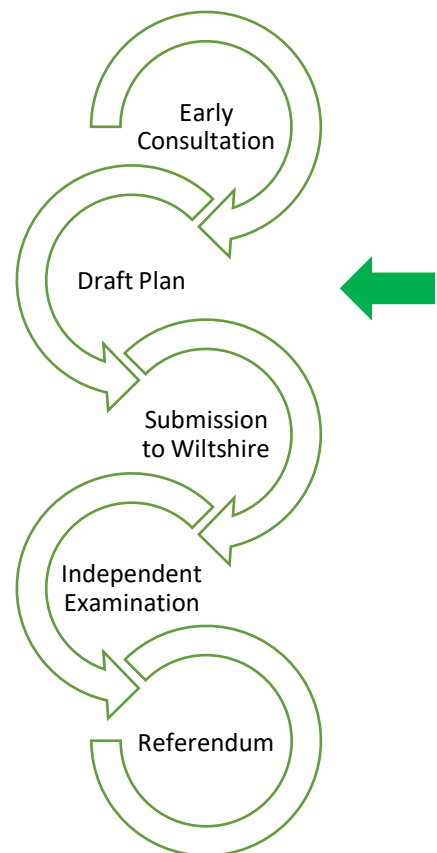 Early
Consultation
Draft Plan
Submission
to Wiltshire
Independent
Examination
Referendum